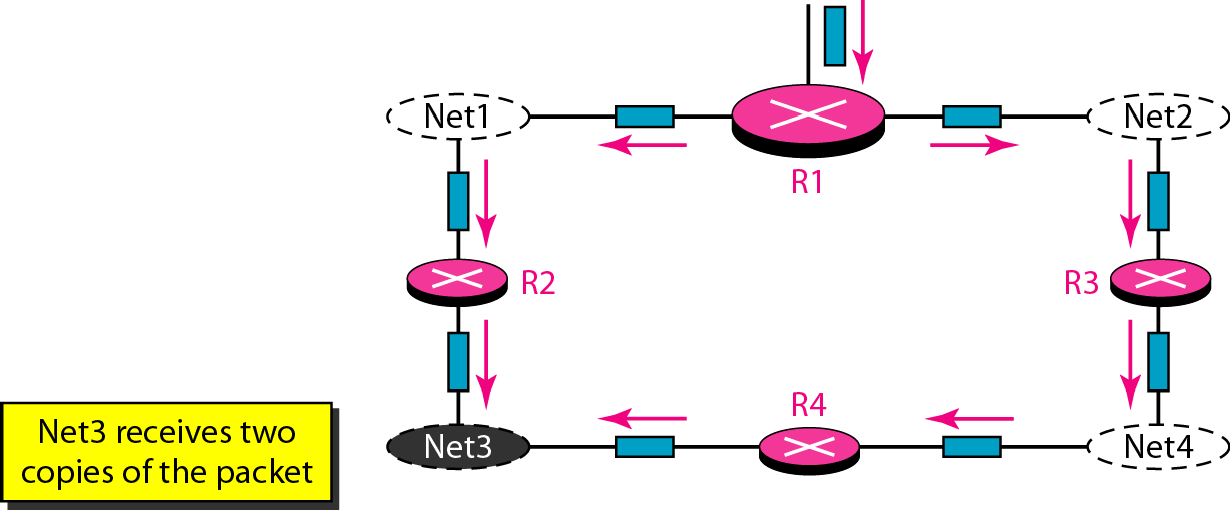 Net1
Net2
R1
R2
R3
R4
Net3 receives two
copies of the packet
Net3
Net4